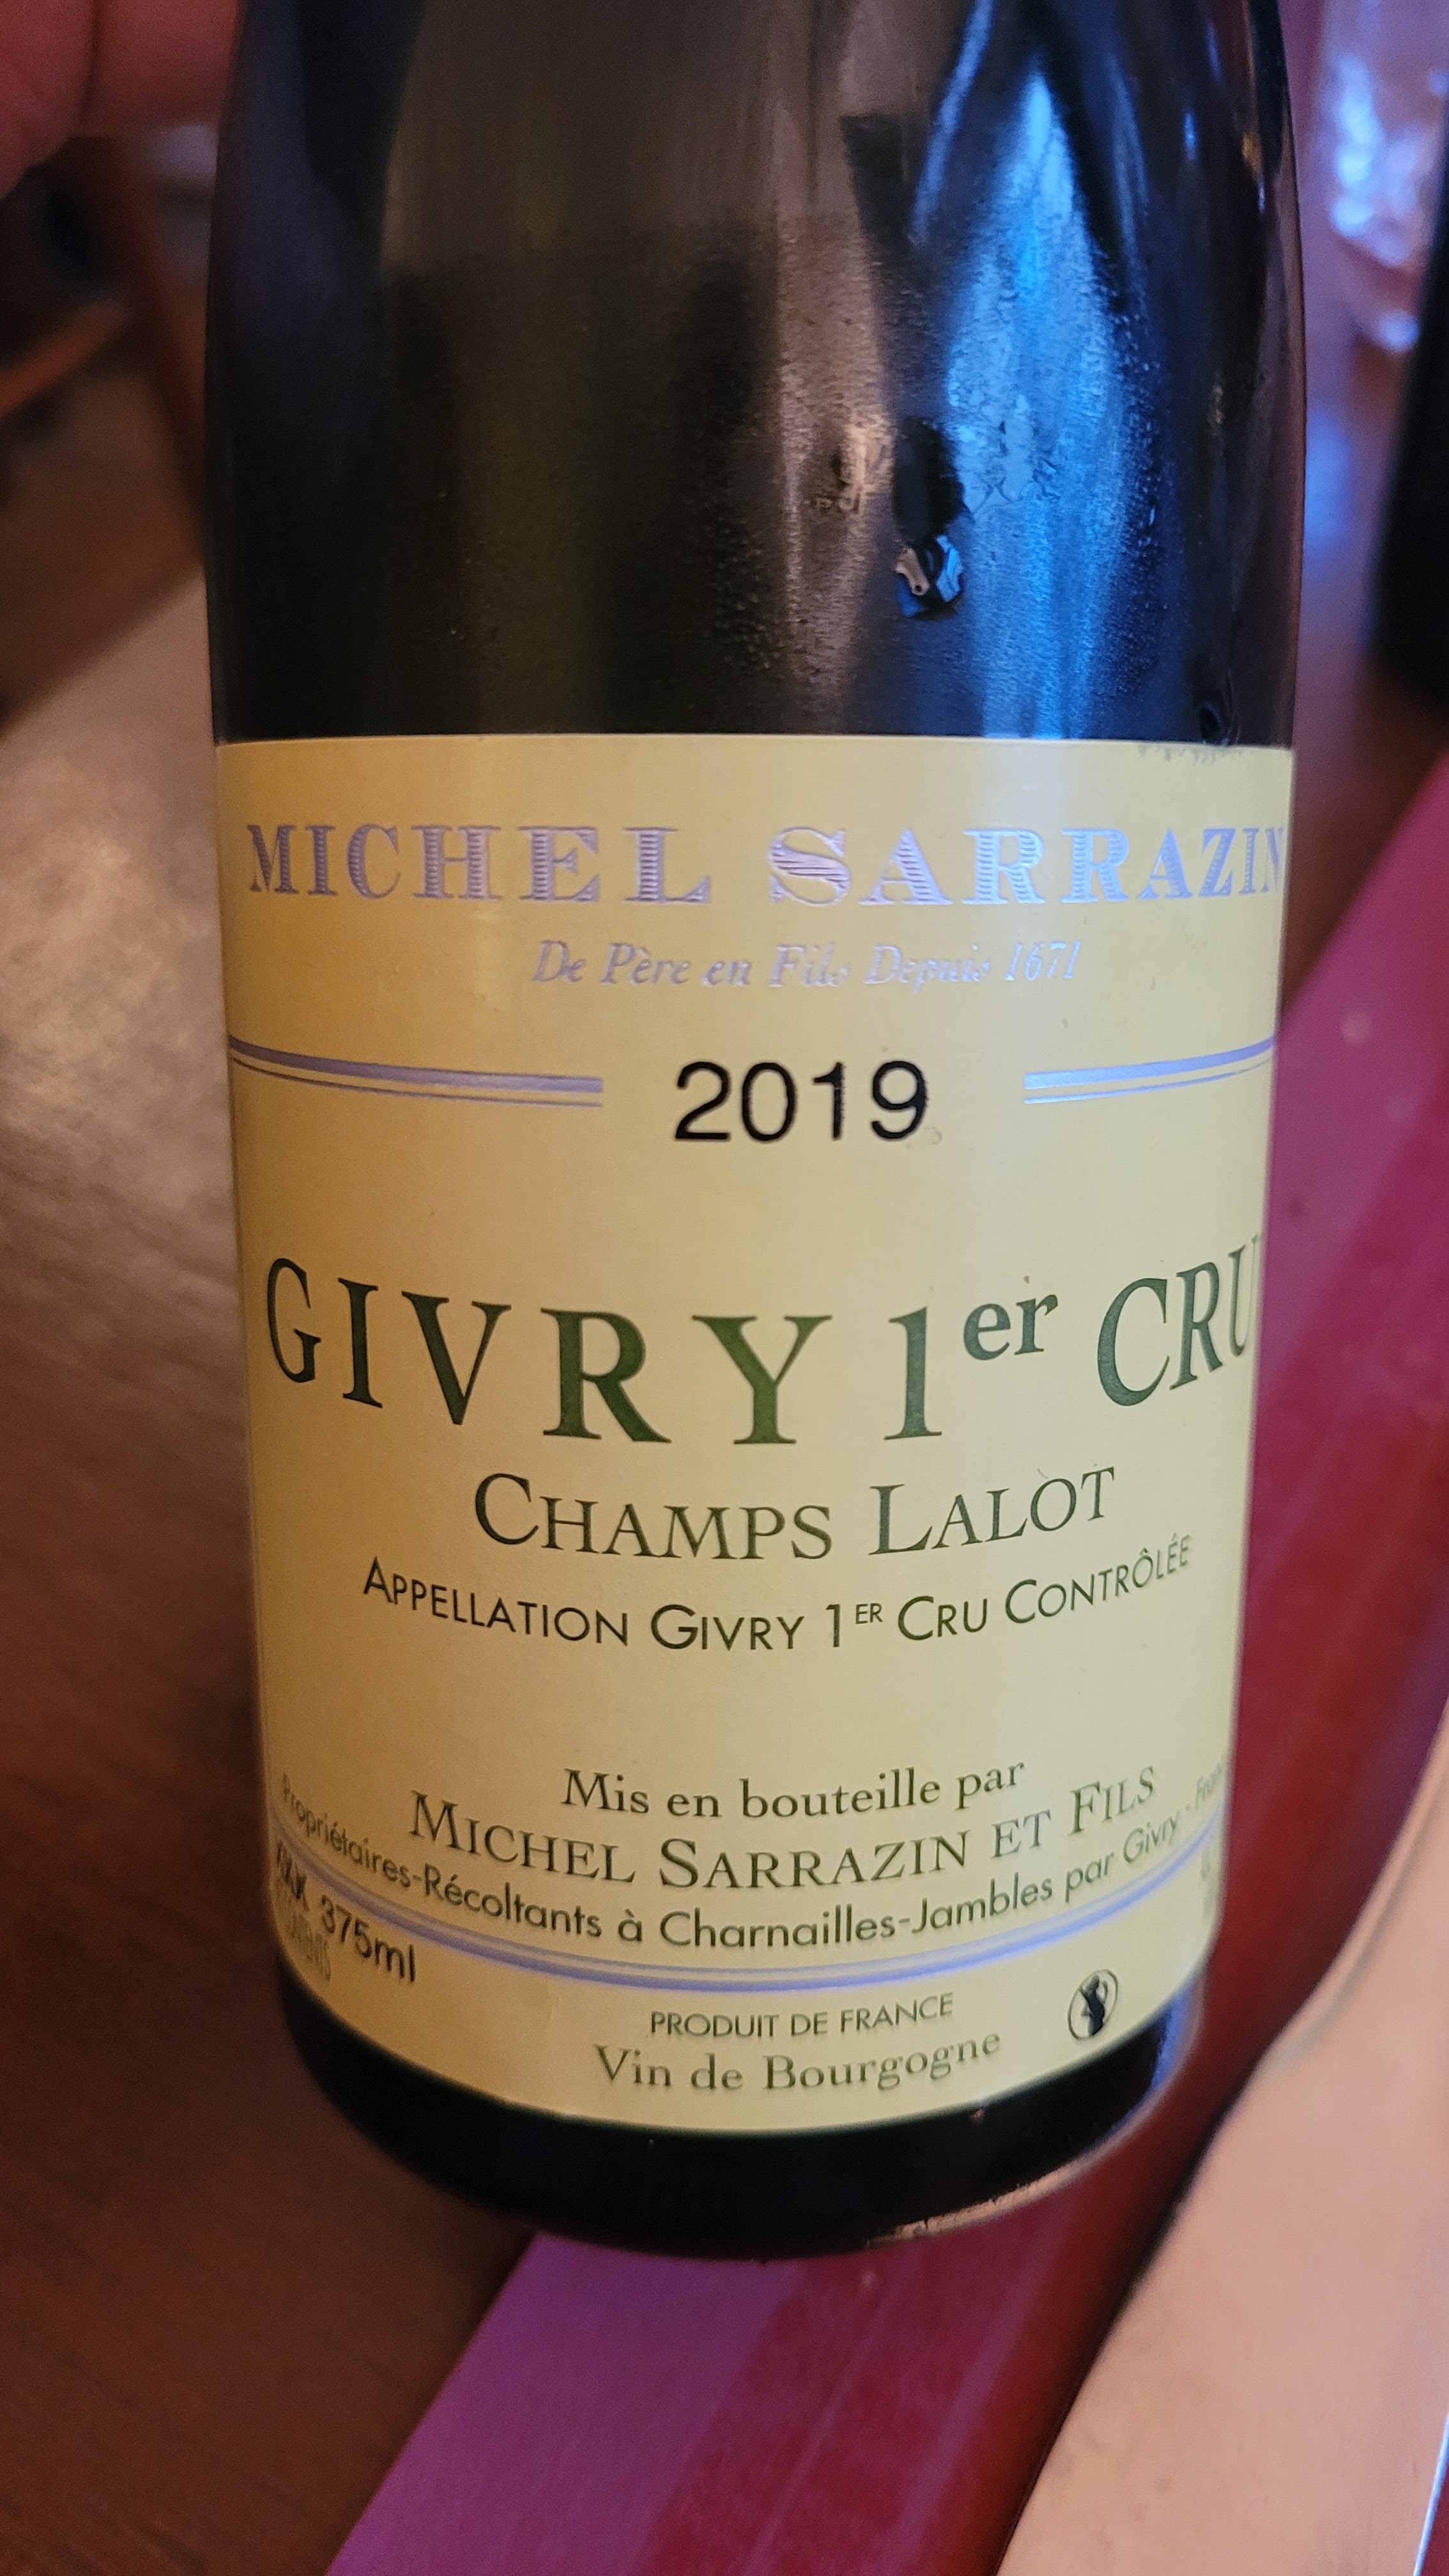 MICHEL SARRAZIN
De Père en Fils Depuis 1671
2019
GIVRY 1er CRU
CHAMPS LALOT
APPELLATION GIVRY 1ER CRU CONTRÔLÉE
Mis en bouteille par
MICHEL SARRAZIN ET FILS
Propriétaires-Récoltants à Charnailles-Jambles par Givry -
375ml
PRODUIT DE FRANCE
Vin de Bourgogne